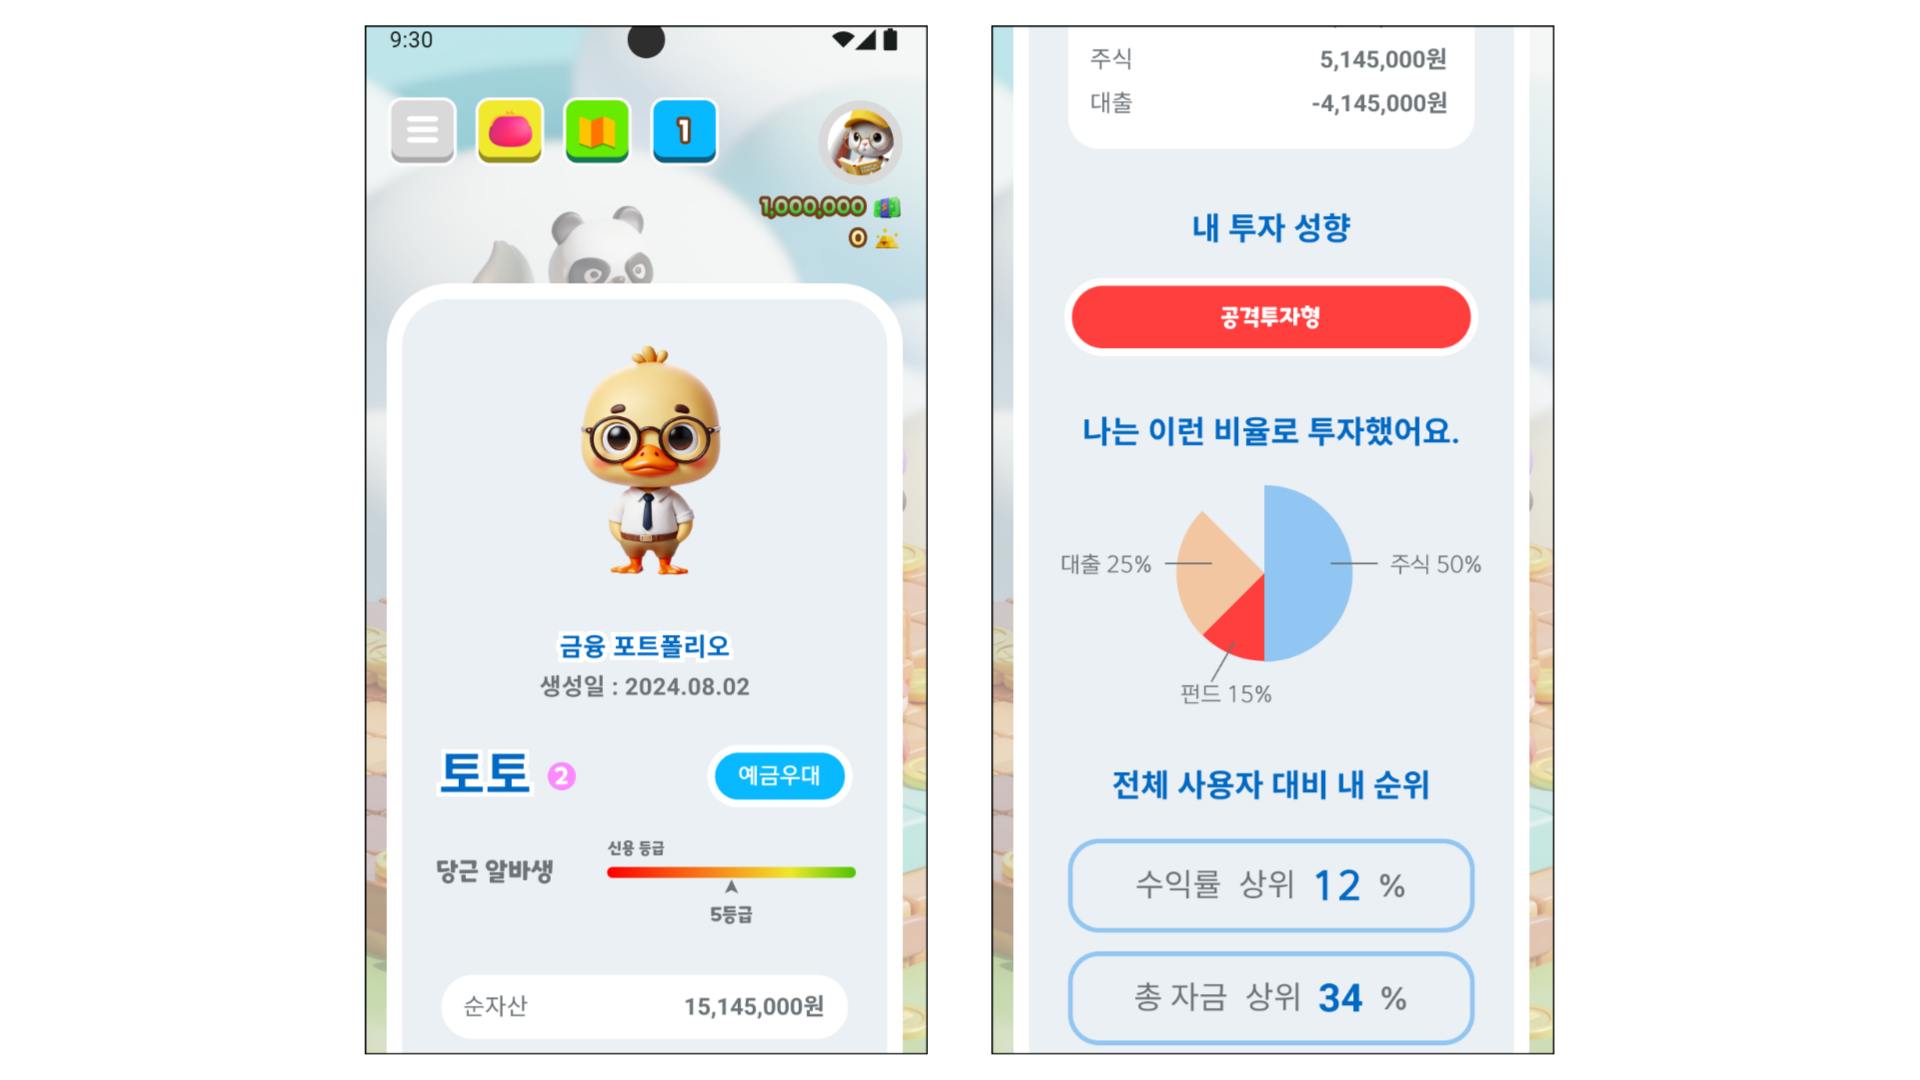 9:30
1
1,000,000
0
금융 포트폴리오
생성일 : 2024.08.02
토토 2
예금우대
당근 알바생
신용 등급
5등급
순자산 15,145,000원
주식 5,145,000원
대출 -4,145,000원
내 투자 성향
공격투자형
나는 이런 비율로 투자했어요.
대출 25%
주식 50%
펀드 15%
전체 사용자 대비 내 순위
수익률 상위 12 %
총 자금 상위 34 %